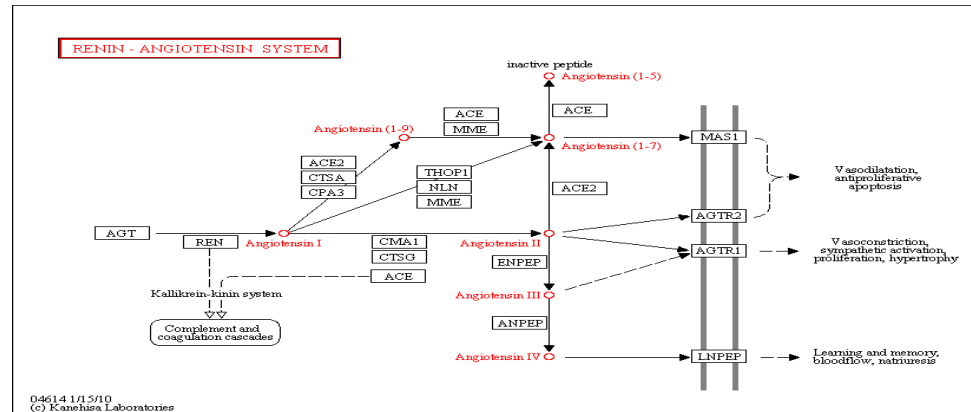 RENIN - ANGIOTENSIN SYSTEM
inactive peptide
Angiotensin (1-5)
ACE
MME
ACE
Angiotensin (1-9)
Angiotensin (1-7)
MAS1
ACE2
CTSA
CPA3
THOP1
NLN
MME
ACE2
Vasodilatation,
antiproliferative
apoptosis
AGTR2
AGT
REN
Angiotensin I
CMA1
CTSG
ACE
Angiotensin II
ENPEP
AGTR1
Vasoconstriction,
sympathetic activation,
proliferation, hypertrophy
Kallikrein-kinin system
Angiotensin III
Complement and
coagulation cascades
ANPEP
Angiotensin IV
LNPEP
Learning and memory,
bloodflow, natriuresis
04614 1/15/10
(c) Kanehisa Laboratories